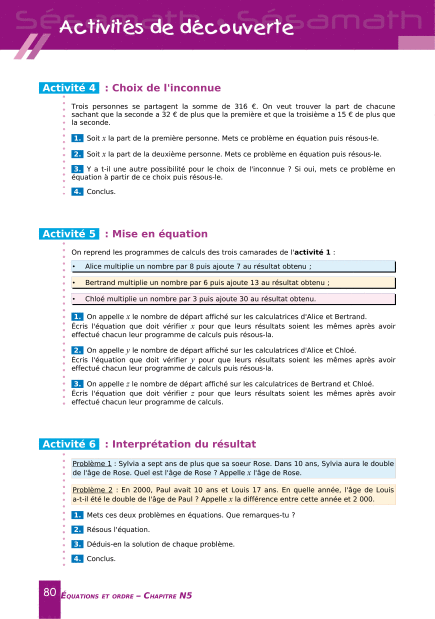 Sésamath - Sésamath
Activités de découverte
Activité 4 : Choix de l'inconnue
Trois personnes se partagent la somme de 316 €. On veut trouver la part de chacune
sachant que la seconde a 32 € de plus que la première et que la troisième a 15 € de plus que
la seconde.
1. Soit x la part de la première personne. Mets ce problème en équation puis résous-le.
2. Soit x la part de la deuxième personne. Mets ce problème en équation puis résous-le.
3. Y a t-il une autre possibilité pour le choix de l'inconnue ? Si oui, mets ce problème en
équation à partir de ce choix puis résous-le.
4. Conclus.
Activité 5 : Mise en équation
On reprend les programmes de calculs des trois camarades de l'activité 1 :
• Alice multiplie un nombre par 8 puis ajoute 7 au résultat obtenu ;
• Bertrand multiplie un nombre par 6 puis ajoute 13 au résultat obtenu ;
• Chloé multiplie un nombre par 3 puis ajoute 30 au résultat obtenu.
1. On appelle x le nombre de départ affiché sur les calculatrices d'Alice et Bertrand.
Écris l'équation que doit vérifier x pour que leurs résultats soient les mêmes après avoir
effectué chacun leur programme de calculs puis résous-la.
2. On appelle y le nombre de départ affiché sur les calculatrices d'Alice et Chloé.
Écris l'équation que doit vérifier y pour que leurs résultats soient les mêmes après avoir
effectué chacun leur programme de calculs puis résous-la.
3. On appelle z le nombre de départ affiché sur les calculatrices de Bertrand et Chloé.
Écris l'équation que doit vérifier z pour que leurs résultats soient les mêmes après avoir
effectué chacun leur programme de calculs.
Activité 6 : Interprétation du résultat
Problème 1 : Sylvia a sept ans de plus que sa soeur Rose. Dans 10 ans, Sylvia aura le double
de l'âge de Rose. Quel est l'âge de Rose ? Appelle x l'âge de Rose.
Problème 2 : En 2000, Paul avait 10 ans et Louis 17 ans. En quelle année, l'âge de Louis
a-t-il été le double de l'âge de Paul ? Appelle x la différence entre cette année et 2 000.
1. Mets ces deux problèmes en équations. Que remarques-tu ?
2. Résous l'équation.
3. Déduis-en la solution de chaque problème.
4. Conclus.
80 ÉQUATIONS ET ORDRE – CHAPITRE N5